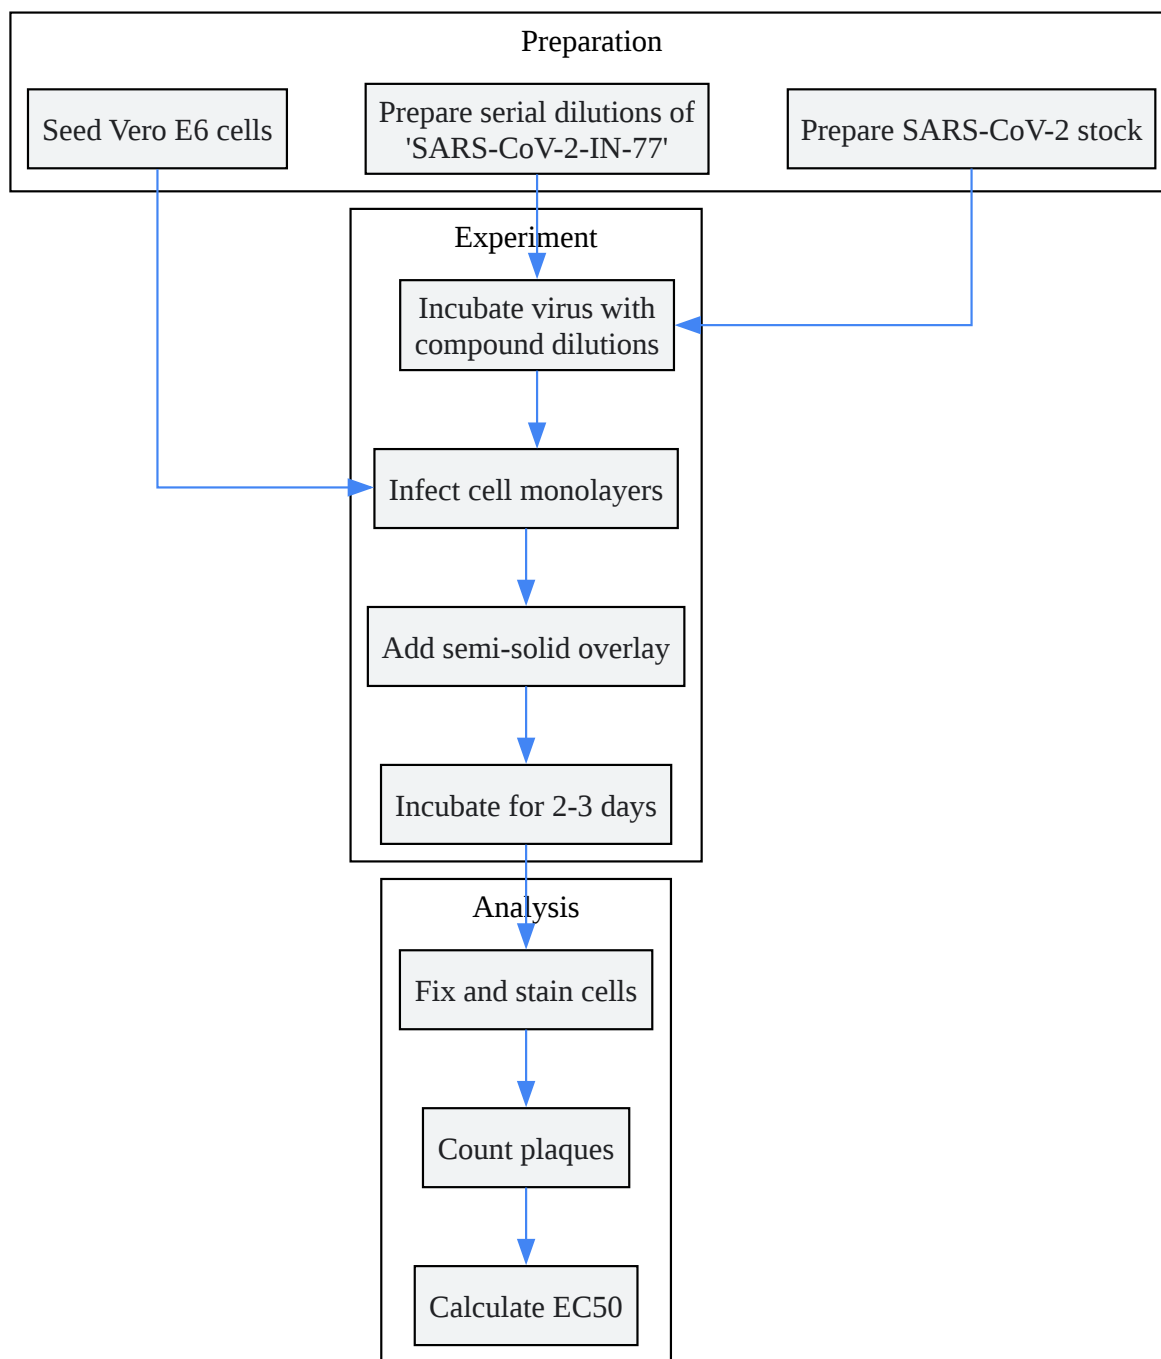 Preparation
Seed Vero E6 cells
Prepare serial dilutions of
'SARS-CoV-2-IN-77'
Prepare SARS-CoV-2 stock
Experiment
Incubate virus with
compound dilutions
Infect cell monolayers
Add semi-solid overlay
Incubate for 2-3 days
Analysis
Fix and stain cells
Count plaques
Calculate EC50